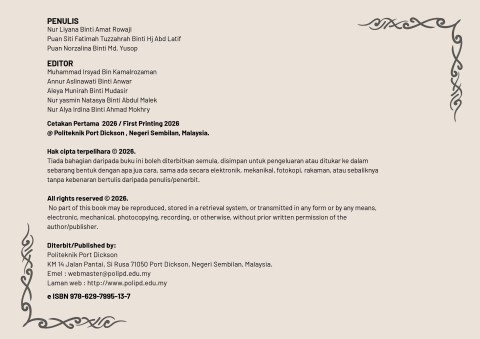 PENULIS
Nur Liyana Binti Amat Rowaji
Puan Siti Fatimah Tuzzahrah Binti Hj Abd Latif
Puan Norzalina Binti Md. Yusop
EDITOR
Muhammad Irsyad Bin Kamalrozaman
Annur Aslinawati Binti Anwar
Aleya Munirah Binti Mudasir
Nur yasmin Natasya Binti Abdul Malek
Nur Alya Irdina Binti Ahmad Mokhry
Cetakan Pertama 2026 / First Printing 2026
@ Politeknik Port Dickson , Negeri Sembilan, Malaysia.
Hak cipta terpelihara © 2026.
Tiada bahagian daripada buku ini boleh diterbitkan semula, disimpan untuk pengeluaran atau ditukar ke dalam
sebarang bentuk dengan apa jua cara, sama ada secara elektronik, mekanikal, fotokopi, rakaman, atau sebaliknya
tanpa kebenaran bertulis daripada penulis/penerbit.
All rights reserved © 2026.
No part of this book may be reproduced, stored in a retrieval system, or transmitted in any form or by any means,
electronic, mechanical, photocopying, recording, or otherwise, without prior written permission of the
author/publisher.
Diterbit/Published by:
Politeknik Port Dickson
KM 14 Jalan Pantai, Si Rusa 71050 Port Dickson, Negeri Sembilan, Malaysia.
Emel : webmaster@polipd.edu.my
Laman web : http://www.polipd.edu.my
e ISBN 978-629-7995-13-7